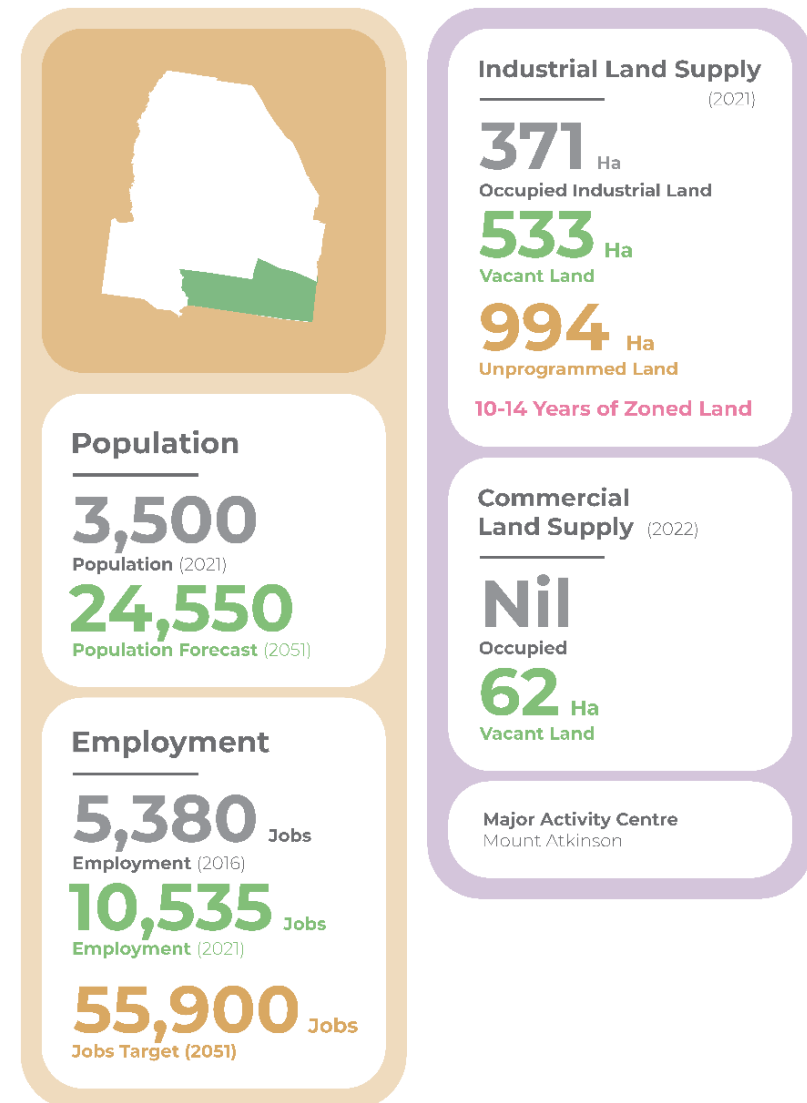 Population
3,500
Population (2021)
24,550
Population Forecast (2051)
Employment
5,380 Jobs
Employment (2016)
10,535 Jobs
Employment (2021)
55,900 Jobs
Jobs Target (2051)
Industrial Land Supply
(2021)
371 Ha
Occupied Industrial Land
533 Ha
Vacant Land
994 Ha
Unprogrammed Land
10-14 Years of Zoned Land
Commercial
Land Supply (2022)
Nil
Occupied
62 Ha
Vacant Land
Major Activity Centre
Mount Atkinson